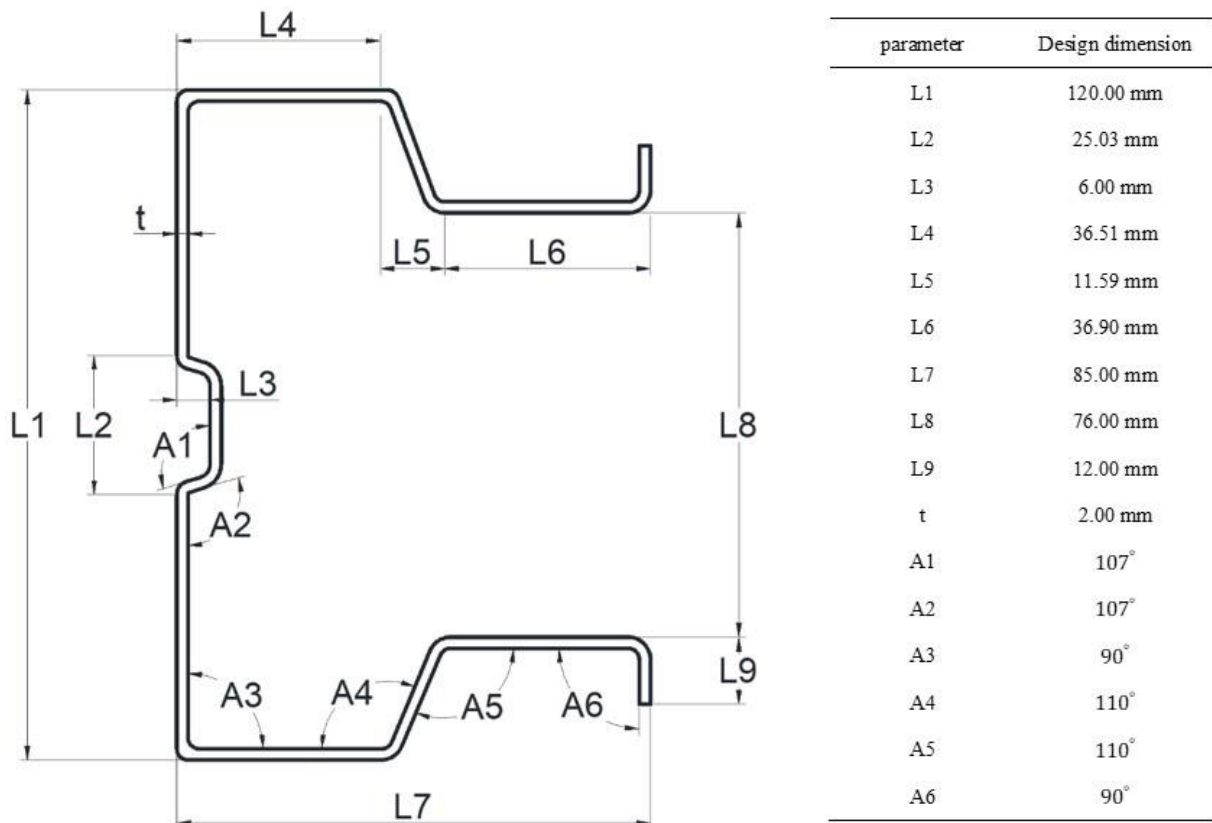 L4
t
L5
L6
L3
L1
L2
A1
L8
A2
A3
A4
A5
A6
L9
L7
parameter Design dimension
L1 120.00 mm
L2 25.03 mm
L3 6.00 mm
L4 36.51 mm
L5 11.59 mm
L6 36.90 mm
L7 85.00 mm
L8 76.00 mm
L9 12.00 mm
t 2.00 mm
A1 107°
A2 107°
A3 90°
A4 110°
A5 110°
A6 90°